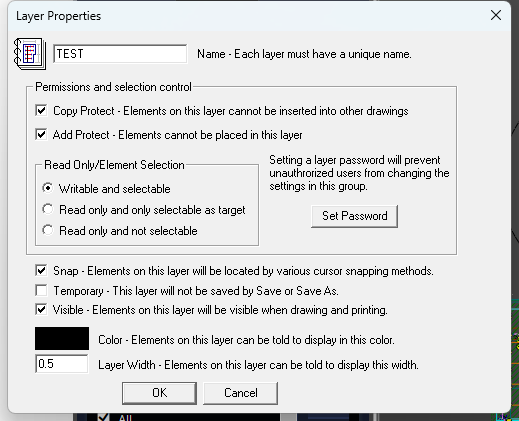 Layer Properties
TEST
Name - Each layer must have a unique name.
Permissions and selection control
Copy Protect - Elements on this layer cannot be inserted into other drawings
Add Protect - Elements cannot be placed in this layer
Read Only/Element Selection
Writable and selectable
Read only and only selectable as target
Read only and not selectable
Setting a layer password will prevent
unauthrorized users from changing the
settings in this group.
Set Password
Snap - Elements on this layer will be located by various cursor snapping methods.
Temporary - This layer will not be saved by Save or Save As.
Visible - Elements on this layer will be visible when drawing and printing.
Color - Elements on this layer can be told to display in this color.
0.5
Layer Width - Elements on this layer can be told to display this width.
OK
Cancel
All